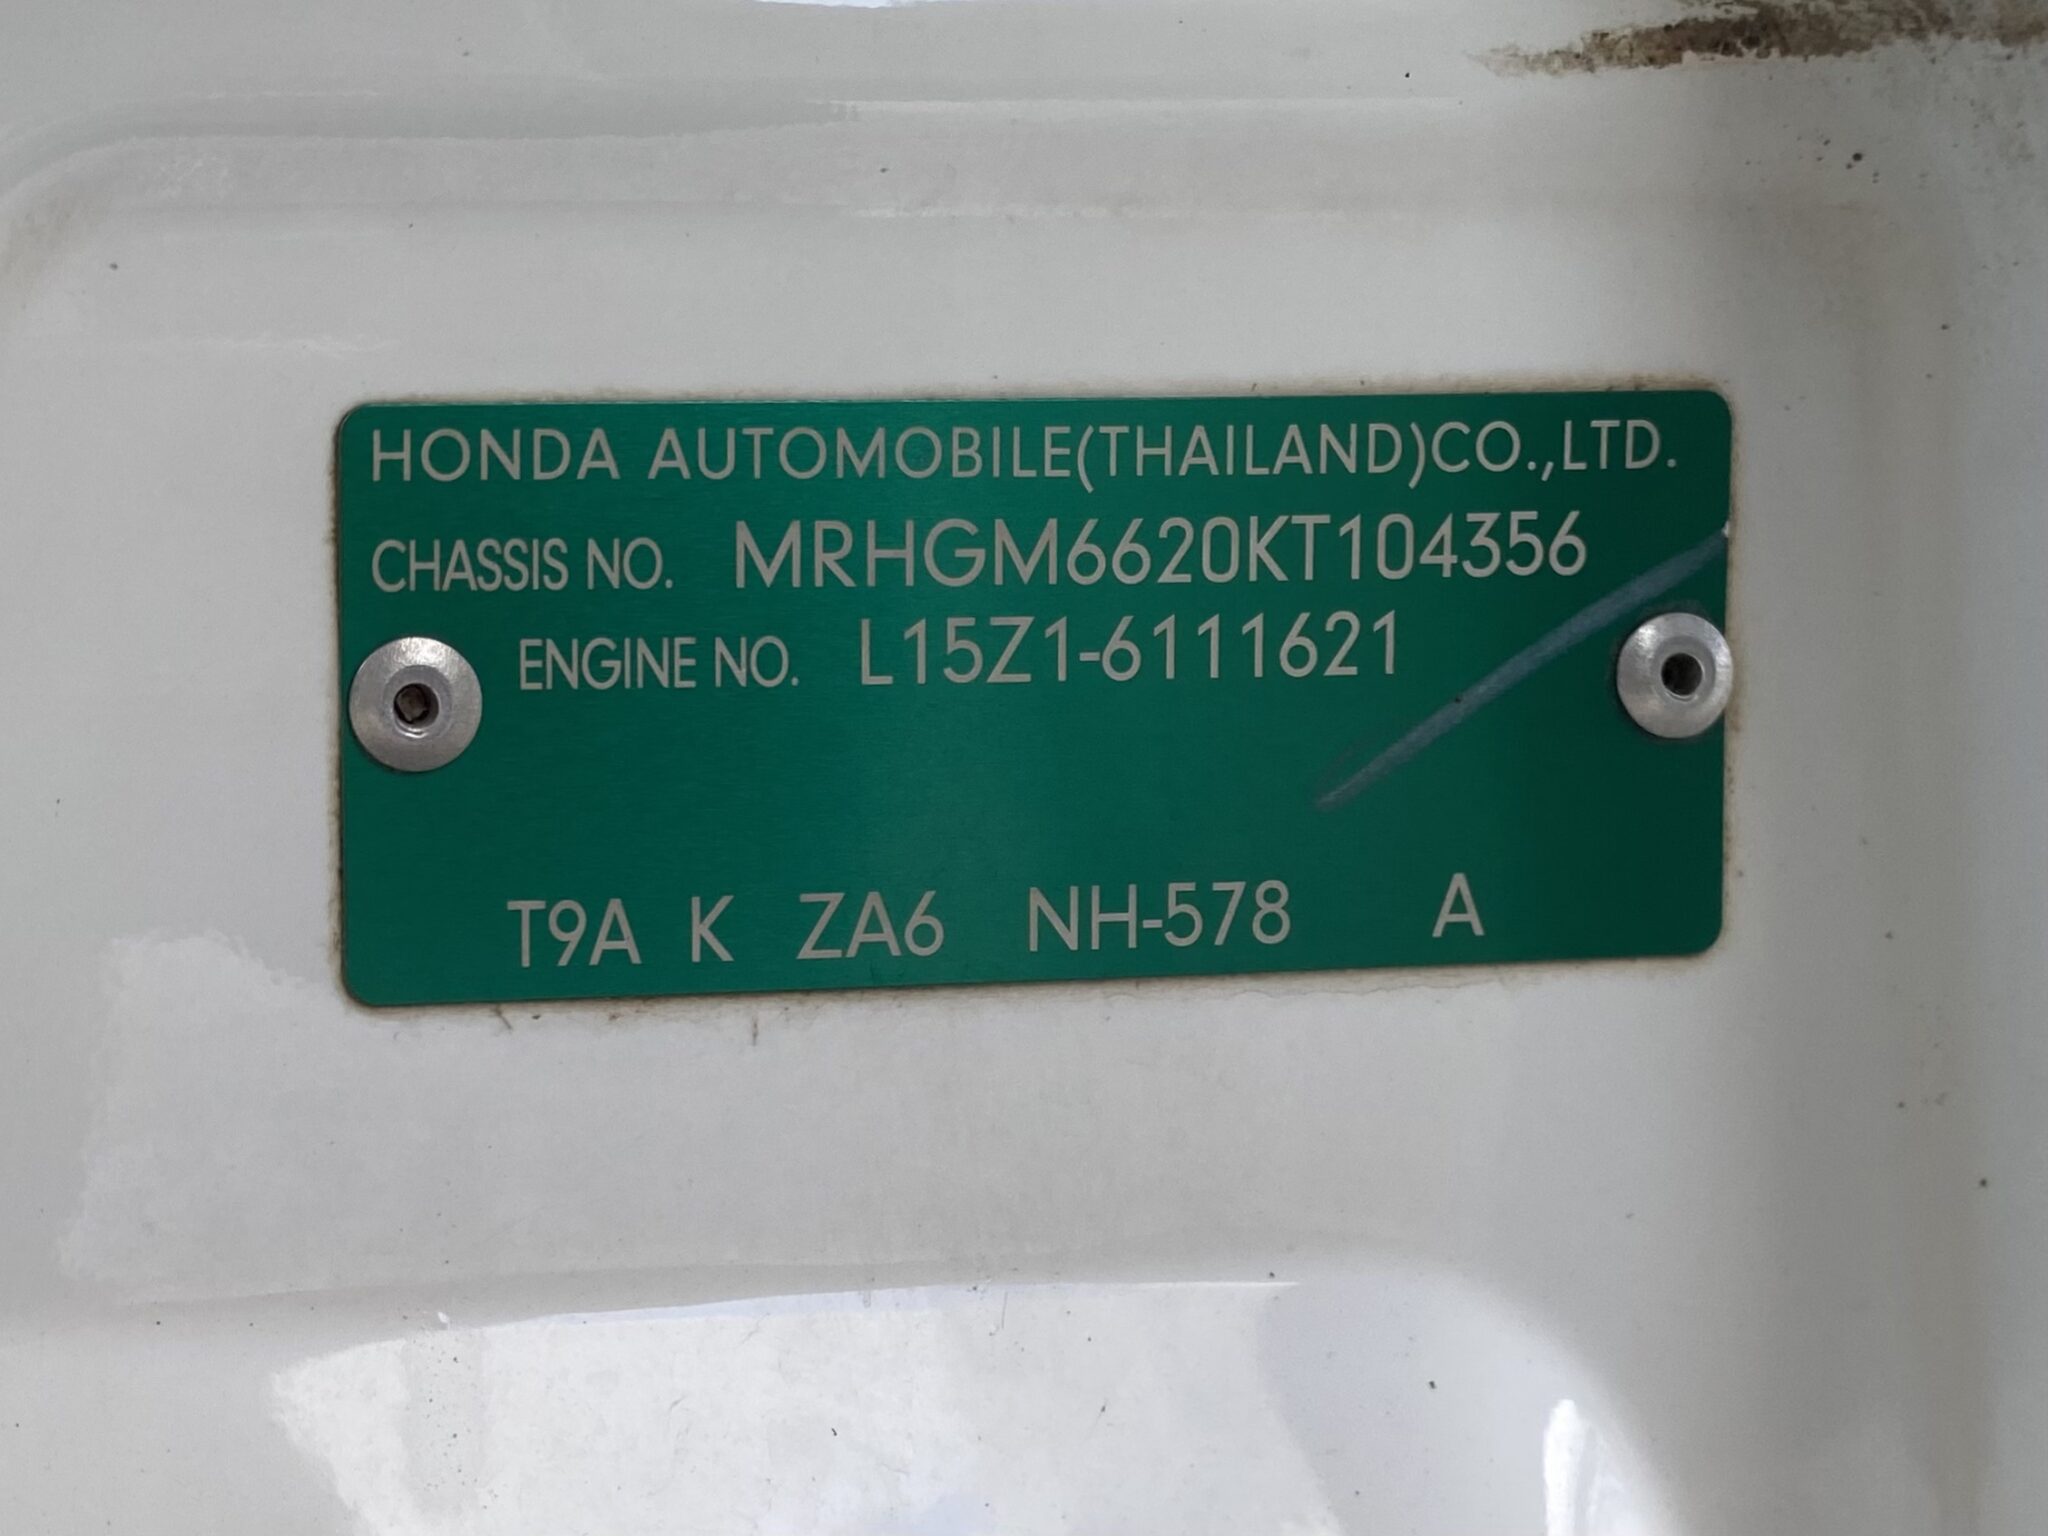 HONDA AUTOMOBILE(THAILAND)CO.,LTD.
CHASSIS NO. MRHGM6620KT104356
ENGINE NO. L15Z1-6111621
T9A K ZA6 NH-578 A